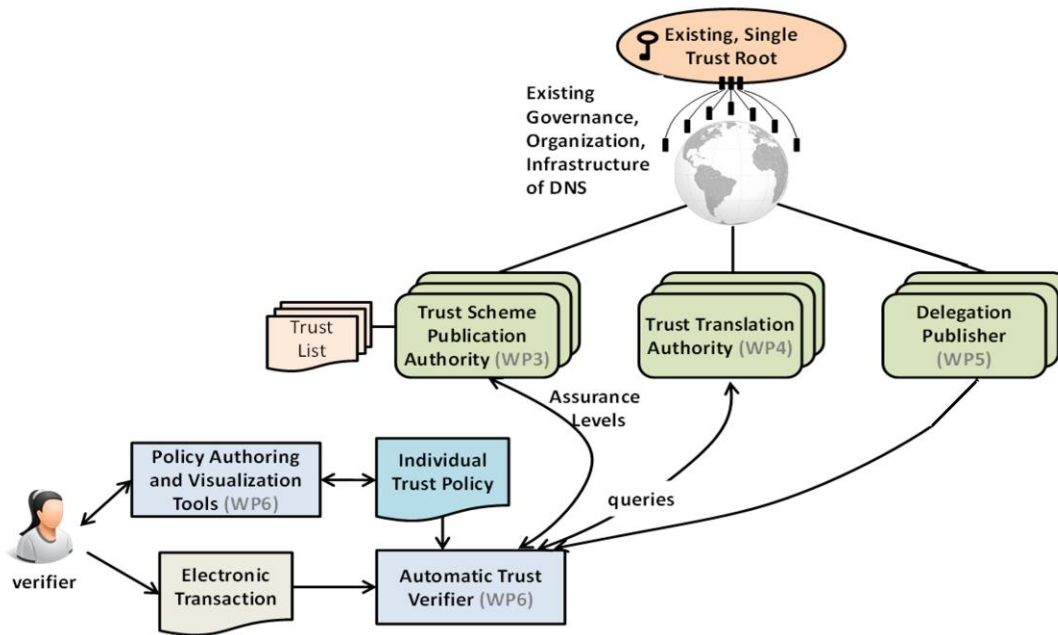 Existing, Single
Trust Root
Existing
Governance,
Organization,
Infrastructure
of DNS
Trust
List
Trust Scheme
Publication
Authority (WP3)
Trust Translation
Authority (WP4)
Delegation
Publisher
(WP5)
Assurance
Levels
Policy Authoring
and Visualization
Tools (WP6)
Individual
Trust Policy
queries
verifier
Electronic
Transaction
Automatic Trust
Verifier (WP6)